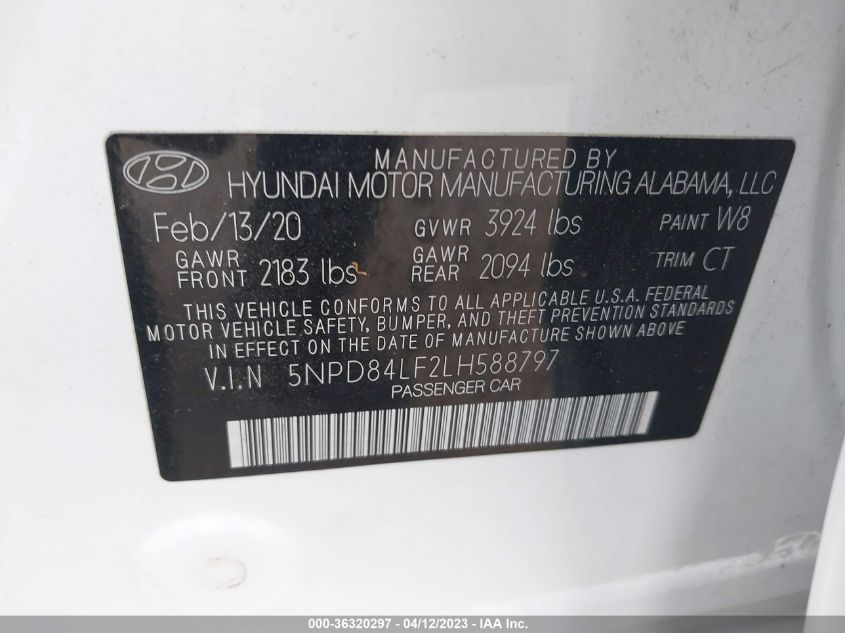 MANUFACTURED BY
HYUNDAI MOTOR MANUFACTURING ALABAMA, LLC
Feb/13/20 GVWR 3924 lbs PAINT W8
GAWR FRONT 2183 lbs GAWR REAR 2094 lbs TRIM CT
THIS VEHICLE CONFORMS TO ALL APPLICABLE U.S.A. FEDERAL
MOTOR VEHICLE SAFETY, BUMPER, AND THEFT PREVENTION STANDARDS
IN EFFECT ON THE DATE OF MANUFACTURE SHOWN ABOVE
V.I.N 5NPD84LF2LH588797
PASSENGER CAR
000-36320297 - 04/12/2023 - IAA Inc.